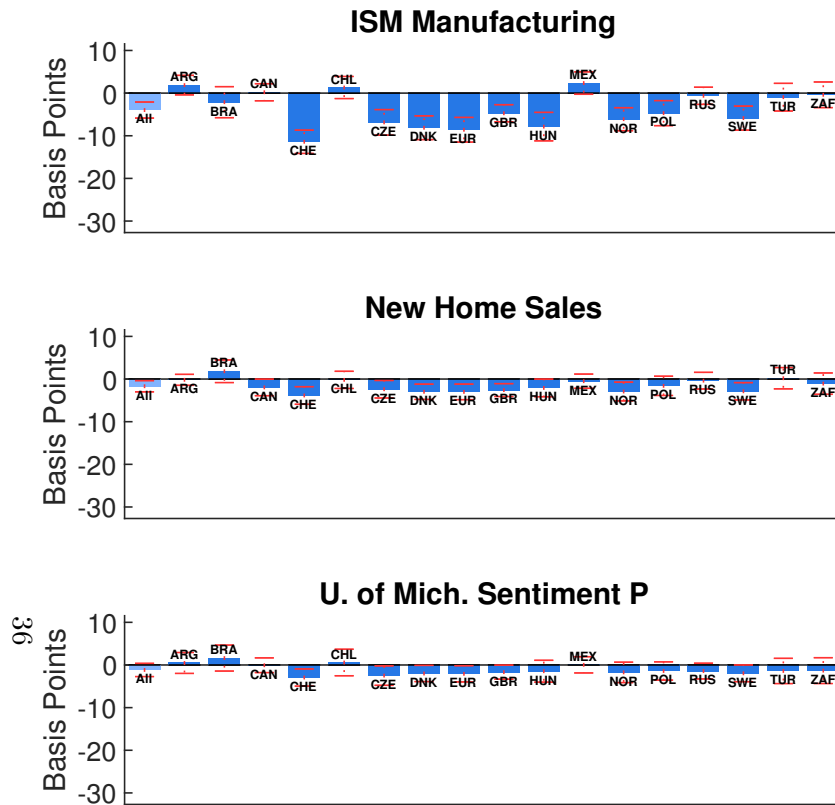 ISM Manufacturing
Basis Points
10
0
-10
-20
-30
All ARG BRA CAN CHE CHL CZE DNK EUR GBR HUN MEX NOR POL RUS SWE TUR ZAF
New Home Sales
Basis Points
10
0
-10
-20
-30
All ARG BRA CAN CHE CHL CZE DNK EUR GBR HUN MEX NOR POL RUS SWE TUR ZAF
U. of Mich. Sentiment P
Basis Points
10
0
-10
-20
-30
All ARG BRA CAN CHE CHL CZE DNK EUR GBR HUN MEX NOR POL RUS SWE TUR ZAF
36